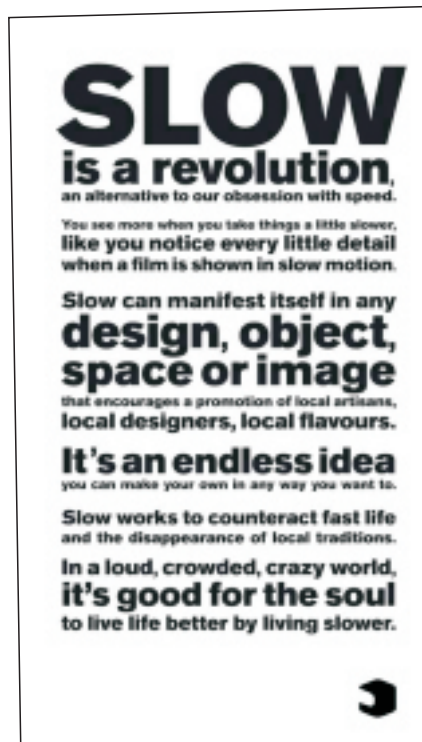 SLOW
is a revolution,
an alternative to our obsession with speed.
You see more when you take things a little slower,
like you notice every little detail
when a film is shown in slow motion.
Slow can manifest itself in any
design, object,
space or image
that encourages a promotion of local artisans,
local designers, local flavours.
It's an endless idea
you can make your own in any way you want to.
Slow works to counteract fast life
and the disappearance of local traditions.
In a loud, crowded, crazy world,
it's good for the soul
to live life better by living slower.